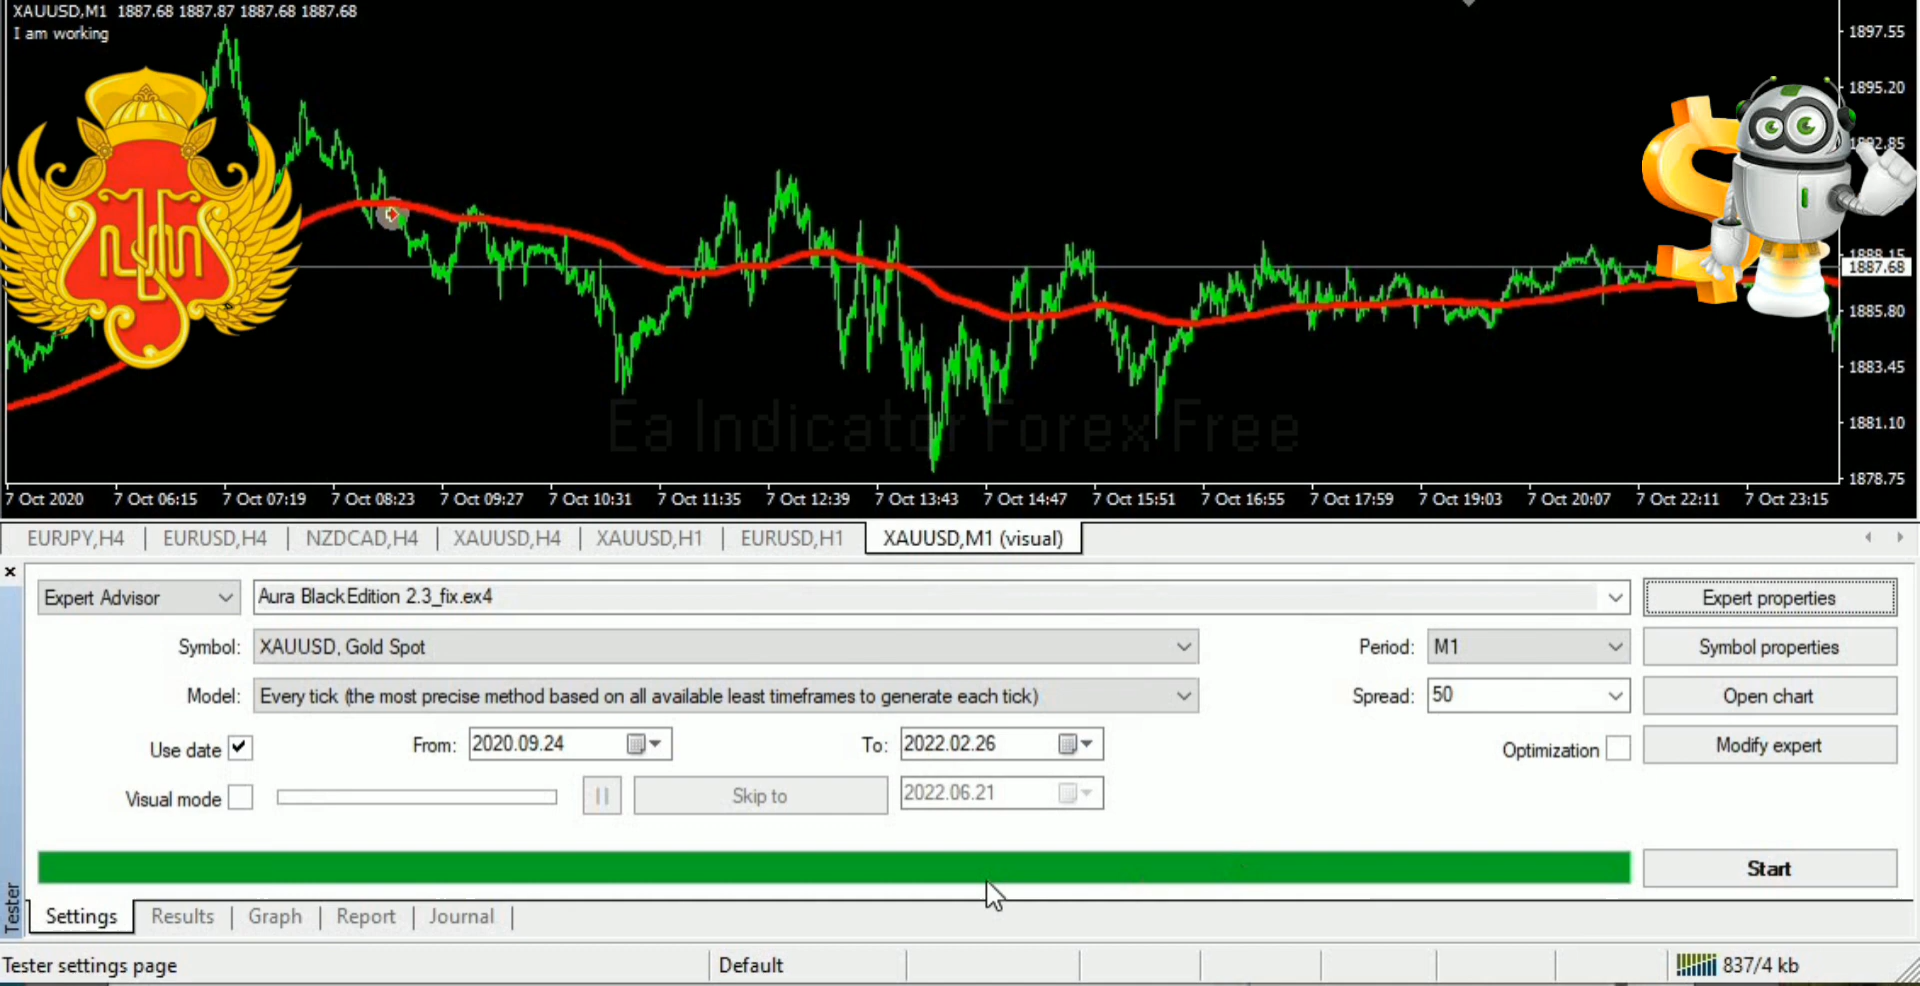 XAUUSD,M1 1887.68 1887.87 1887.68 1887.68
I am working
1897.55
1895.20
1888.15
1887.68
1885.80
1883.45
1881.10
1878.75
Ea Indicator Forex Free
7 Oct 2020 7 Oct 06:15 7 Oct 07:19 7 Oct 08:23 7 Oct 09:27 7 Oct 10:31 7 Oct 11:35 7 Oct 12:39 7 Oct 13:43 7 Oct 14:47 7 Oct 15:51 7 Oct 16:55 7 Oct 17:59 7 Oct 19:03 7 Oct 20:07 7 Oct 22:11 7 Oct 23:15
EURJPY,H4 EURUSD,H4 NZDCAD,H4 XAUUSD,H4 XAUUSD,H1 EURUSD,H1 XAUUSD,M1 (visual)
Expert Advisor Aura BlackEdition 2.3_fix.ex4 Expert properties
Symbol: XAUUSD, Gold Spot Period: M1 Symbol properties
Model: Every tick (the most precise method based on all available least timeframes to generate each tick) Spread: 50 Open chart
Use date From: 2020.09.24 To: 2022.02.26 Optimization Modify expert
Visual mode Skip to 2022.06.21
Start
Tester
Settings Results Graph Report Journal
Tester settings page Default 837/4 kb